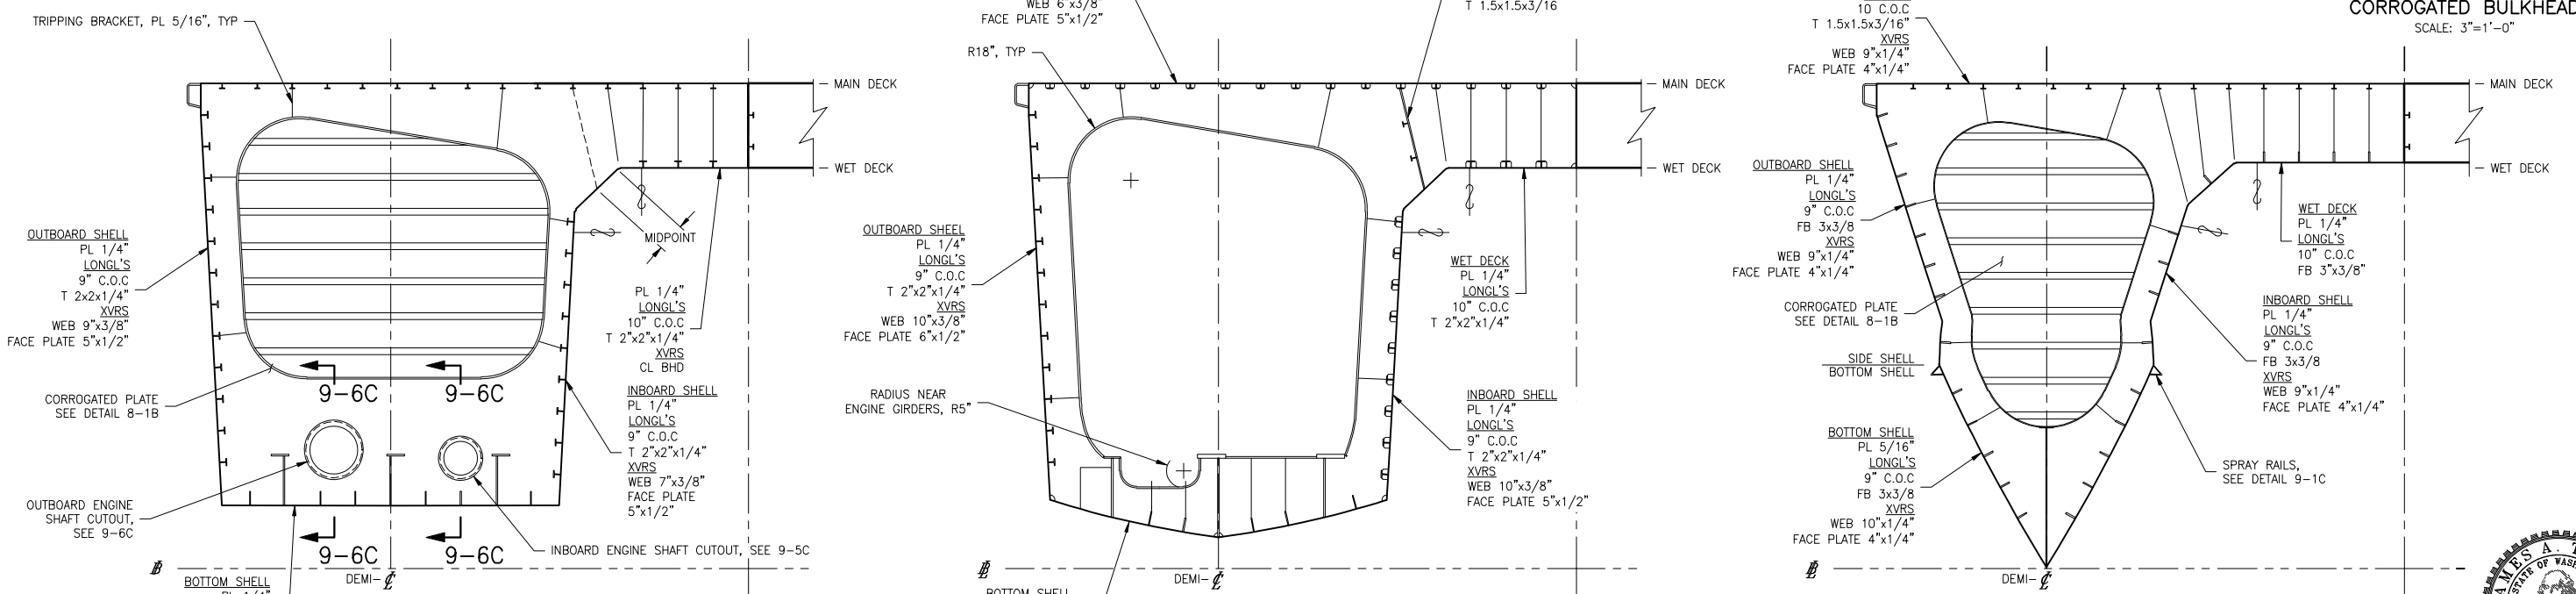 TRIPPING BRACKET, PL 5/16", TYP
MAIN DECK
WET DECK
OUTBOARD SHELL
PL 1/4"
LONGL'S
9" C.O.C
T 2x2x1/4"
XVRS
WEB 9"x3/8"
FACE PLATE 5"x1/2"
MIDPOINT
PL 1/4"
LONGL'S
10" C.O.C
T 2"x2"x1/4"
XVRS
CL BHD
CORROGATED PLATE
SEE DETAIL 8-1B
9-6C
9-6C
INBOARD SHELL
PL 1/4"
LONGL'S
9" C.O.C
T 2"x2"x1/4"
XVRS
WEB 7"x3/8"
FACE PLATE
5"x1/2"
OUTBOARD ENGINE
SHAFT CUTOUT,
SEE 9-6C
9-6C
9-6C
INBOARD ENGINE SHAFT CUTOUT, SEE 9-5C
DEMI-
BOTTOM SHELL
PL 1/4"
WEB 6"x3/8"
FACE PLATE 5"x1/2"
T 1.5x1.5x3/16
R18", TYP
MAIN DECK
WET DECK
OUTBOARD SHEEL
PL 1/4"
LONGL'S
9" C.O.C
T 2"x2"x1/4"
XVRS
WEB 10"x3/8"
FACE PLATE 6"x1/2"
WET DECK
PL 1/4"
LONGL'S
10" C.O.C
T 2"x2"x1/4"
RADIUS NEAR
ENGINE GIRDERS, R5"
INBOARD SHELL
PL 1/4"
LONGL'S
9" C.O.C
T 2"x2"x1/4"
XVRS
WEB 10"x3/8"
FACE PLATE 5"x1/2"
DEMI-
BOTTOM SHELL
CORROGATED BULKHEAD
SCALE: 3"=1'-0"
10 C.O.C
T 1.5x1.5x3/16"
XVRS
WEB 9"x1/4"
FACE PLATE 4"x1/4"
MAIN DECK
WET DECK
OUTBOARD SHELL
PL 1/4"
LONGL'S
9" C.O.C
FB 3x3/8
XVRS
WEB 9"x1/4"
FACE PLATE 4"x1/4"
WET DECK
PL 1/4"
LONGL'S
10" C.O.C
FB 3"x3/8"
CORROGATED PLATE
SEE DETAIL 8-1B
INBOARD SHELL
PL 1/4"
LONGL'S
9" C.O.C
FB 3x3/8
XVRS
WEB 9"x1/4"
FACE PLATE 4"x1/4"
SIDE SHELL
BOTTOM SHELL
BOTTOM SHELL
PL 5/16"
LONGL'S
9" C.O.C
FB 3x3/8
XVRS
WEB 10"x1/4"
FACE PLATE 4"x1/4"
SPRAY RAILS,
SEE DETAIL 9-1C
DEMI-